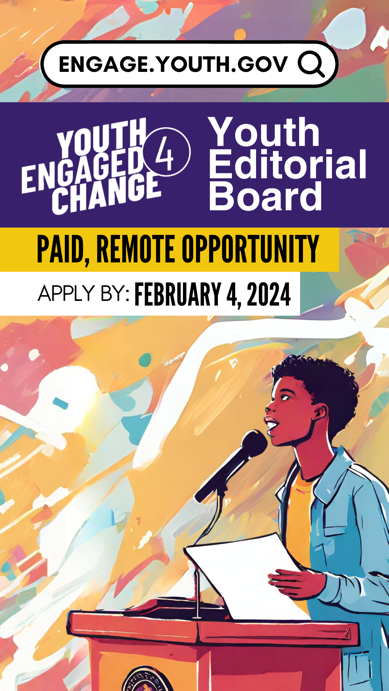 ENGAGE.YOUTH.GOV
YOUTH
ENGAGED 4
CHANGE
Youth
Editorial
Board
PAID, REMOTE OPPORTUNITY
APPLY BY: FEBRUARY 4, 2024